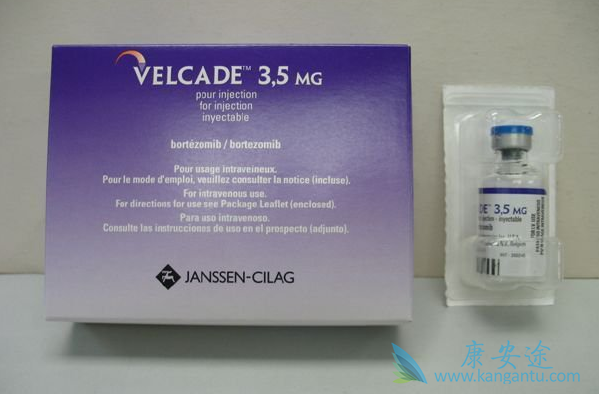 VELCADE™ 3,5 MG
pour injection
for injection
inyectable
bortézomib / bortezomib
Pour usage intraveineux.
Pour le mode d'emploi, veuillez consulter la notice (incluse).
For intravenous use.
For directions for use see Package Leaflet (enclosed).
Para uso intravenoso.
Consulte las instrucciones de uso en el prospecto (adjunto).
JANSSEN-CILAG
CADE™ 3,5 MG
injection - inyectable
康安途
www.kangantu.com